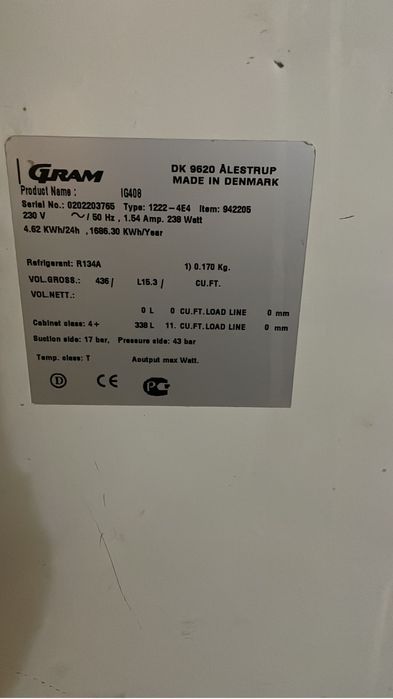 GRAM
DK 9620 ÅLESTRUP
MADE IN DENMARK
Product Name : IG408
Serial No.: 0202203765 Type: 1222-4E4 Item: 942205
230 V ~/ 50 Hz , 1.54 Amp. 238 Watt
4.62 KWh/24h , 1686.30 KWh/Year
Refrigerant: R134A 1) 0.170 Kg.
VOL.GROSS.: 436 / L15.3 / CU.FT.
VOL.NETT.:
0 L 0 CU.FT.LOAD LINE 0 mm
Cabinet class: 4+ 338 L 11. CU.FT.LOAD LINE 0 mm
Suction side: 17 bar, Pressure side: 43 bar
Temp. class: T Aoutput max Watt.
D CE PC